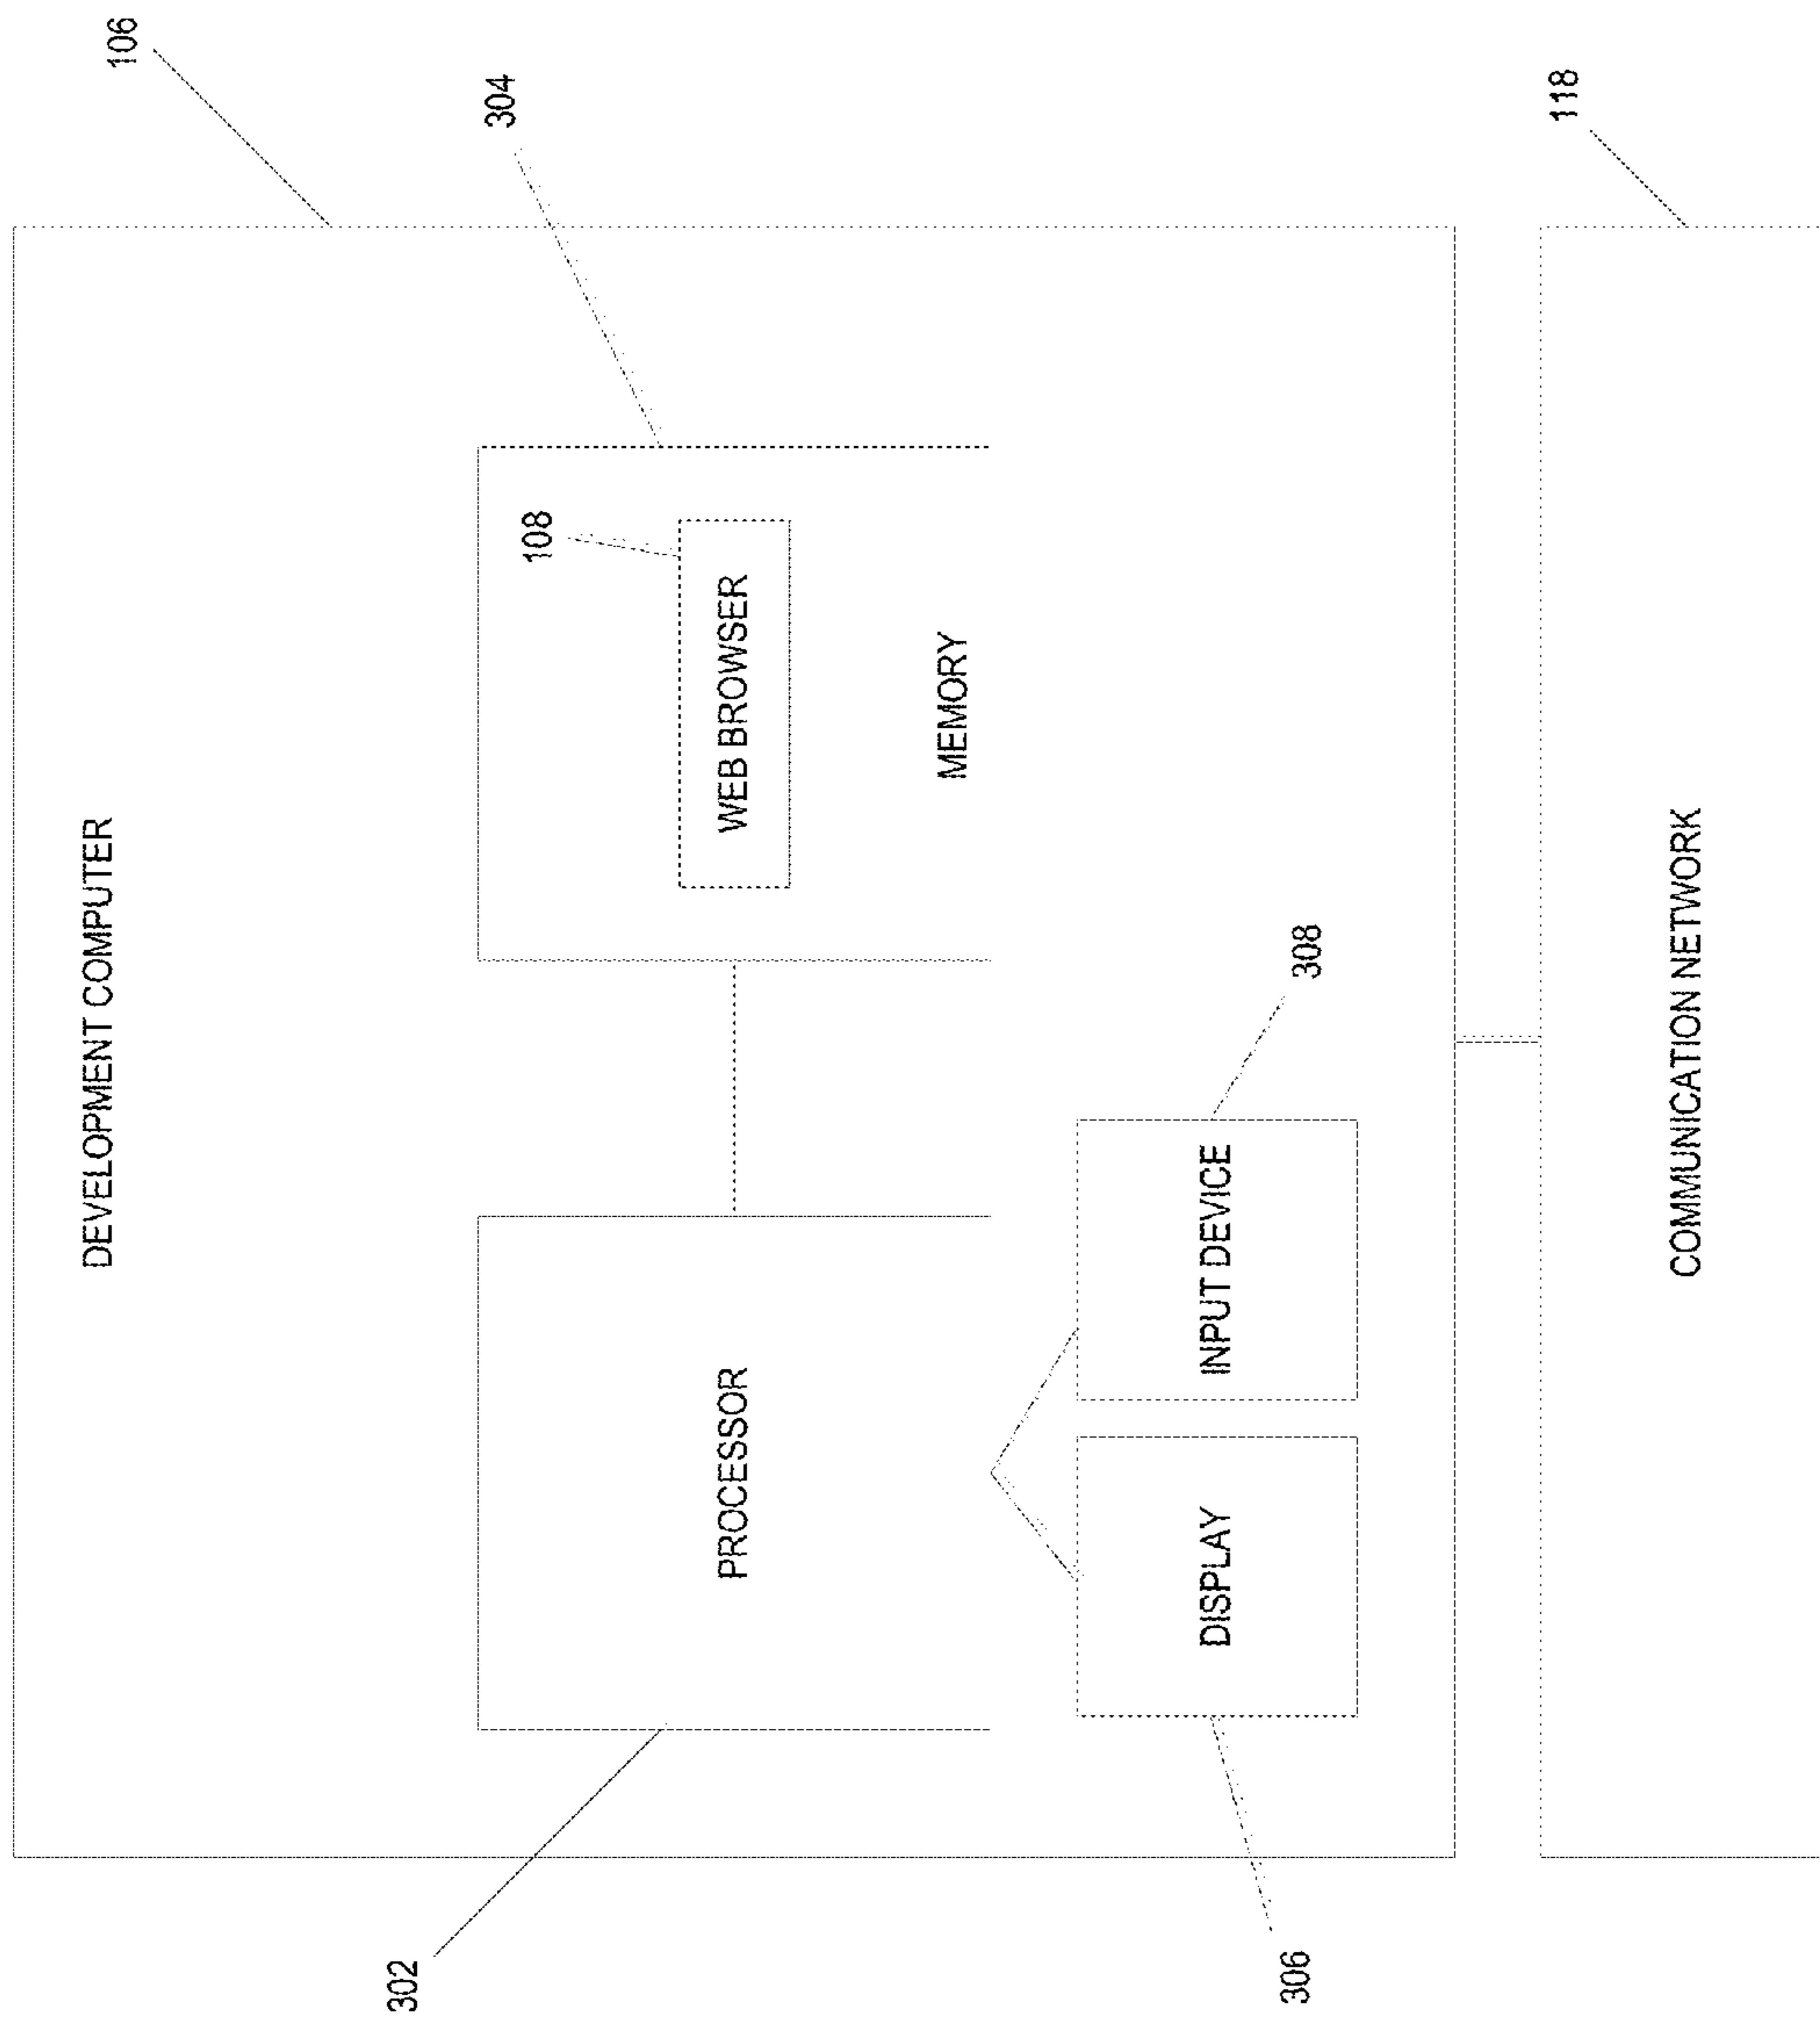 106
DEVELOPMENT COMPUTER
304
108
WEB BROWSER
MEMORY
302
PROCESSOR
308
INPUT DEVICE
DISPLAY
306
118
COMMUNICATION NETWORK